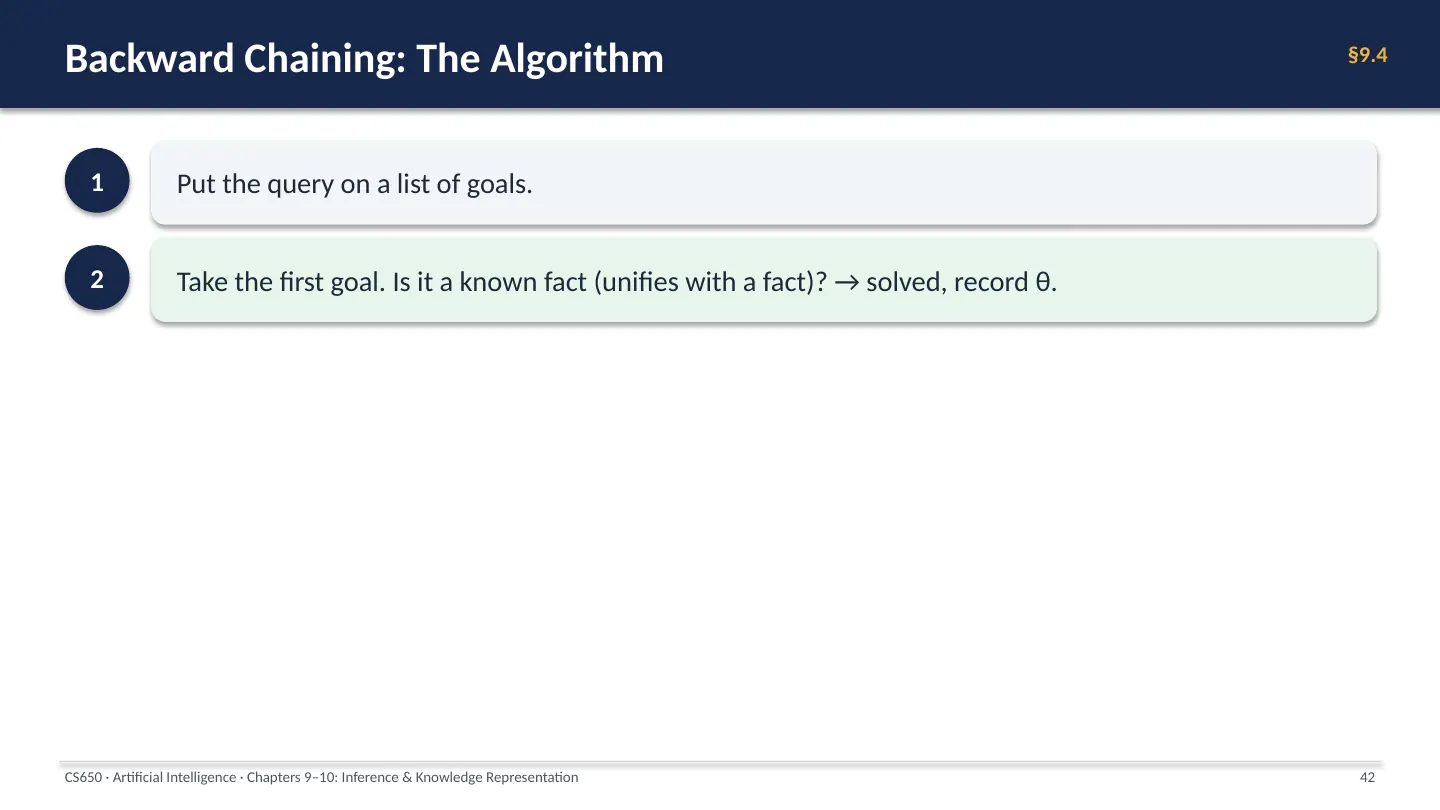 Backward Chaining: The Algorithm
§9.4
1
Put the query on a list of goals.
2
Take the first goal. Is it a known fact (unifies with a fact)? → solved, record θ.
CS650 · Artificial Intelligence · Chapters 9–10: Inference & Knowledge Representation
42